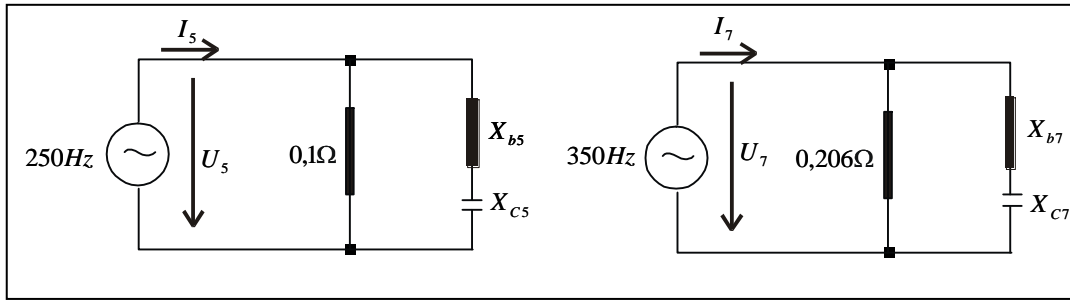 I5
250Hz
U5
0,1Ω
Xb5
XC5
I7
350Hz
U7
0,206Ω
Xb7
XC7